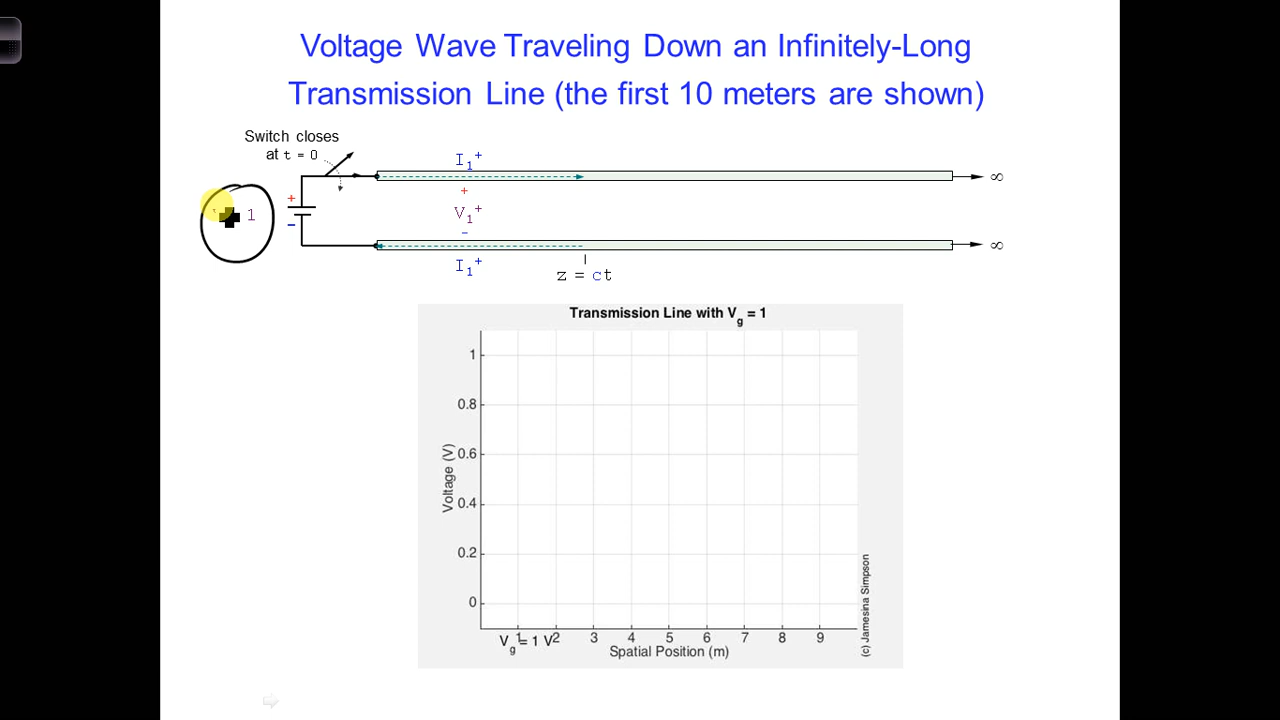 Voltage Wave Traveling Down an Infinitely-Long
Transmission Line (the first 10 meters are shown)
Switch closes
at t = 0
I₁⁺
∞
+
+
V₁⁺
1
−
−
∞
I₁⁺
z = ct
Transmission Line with Vg = 1
1
0.8
0.6
0.4
0.2
0
Voltage (V)
1 2 3 4 5 6 7 8 9
Vg = 1 V
Spatial Position (m)
(c) Jamesina Simpson